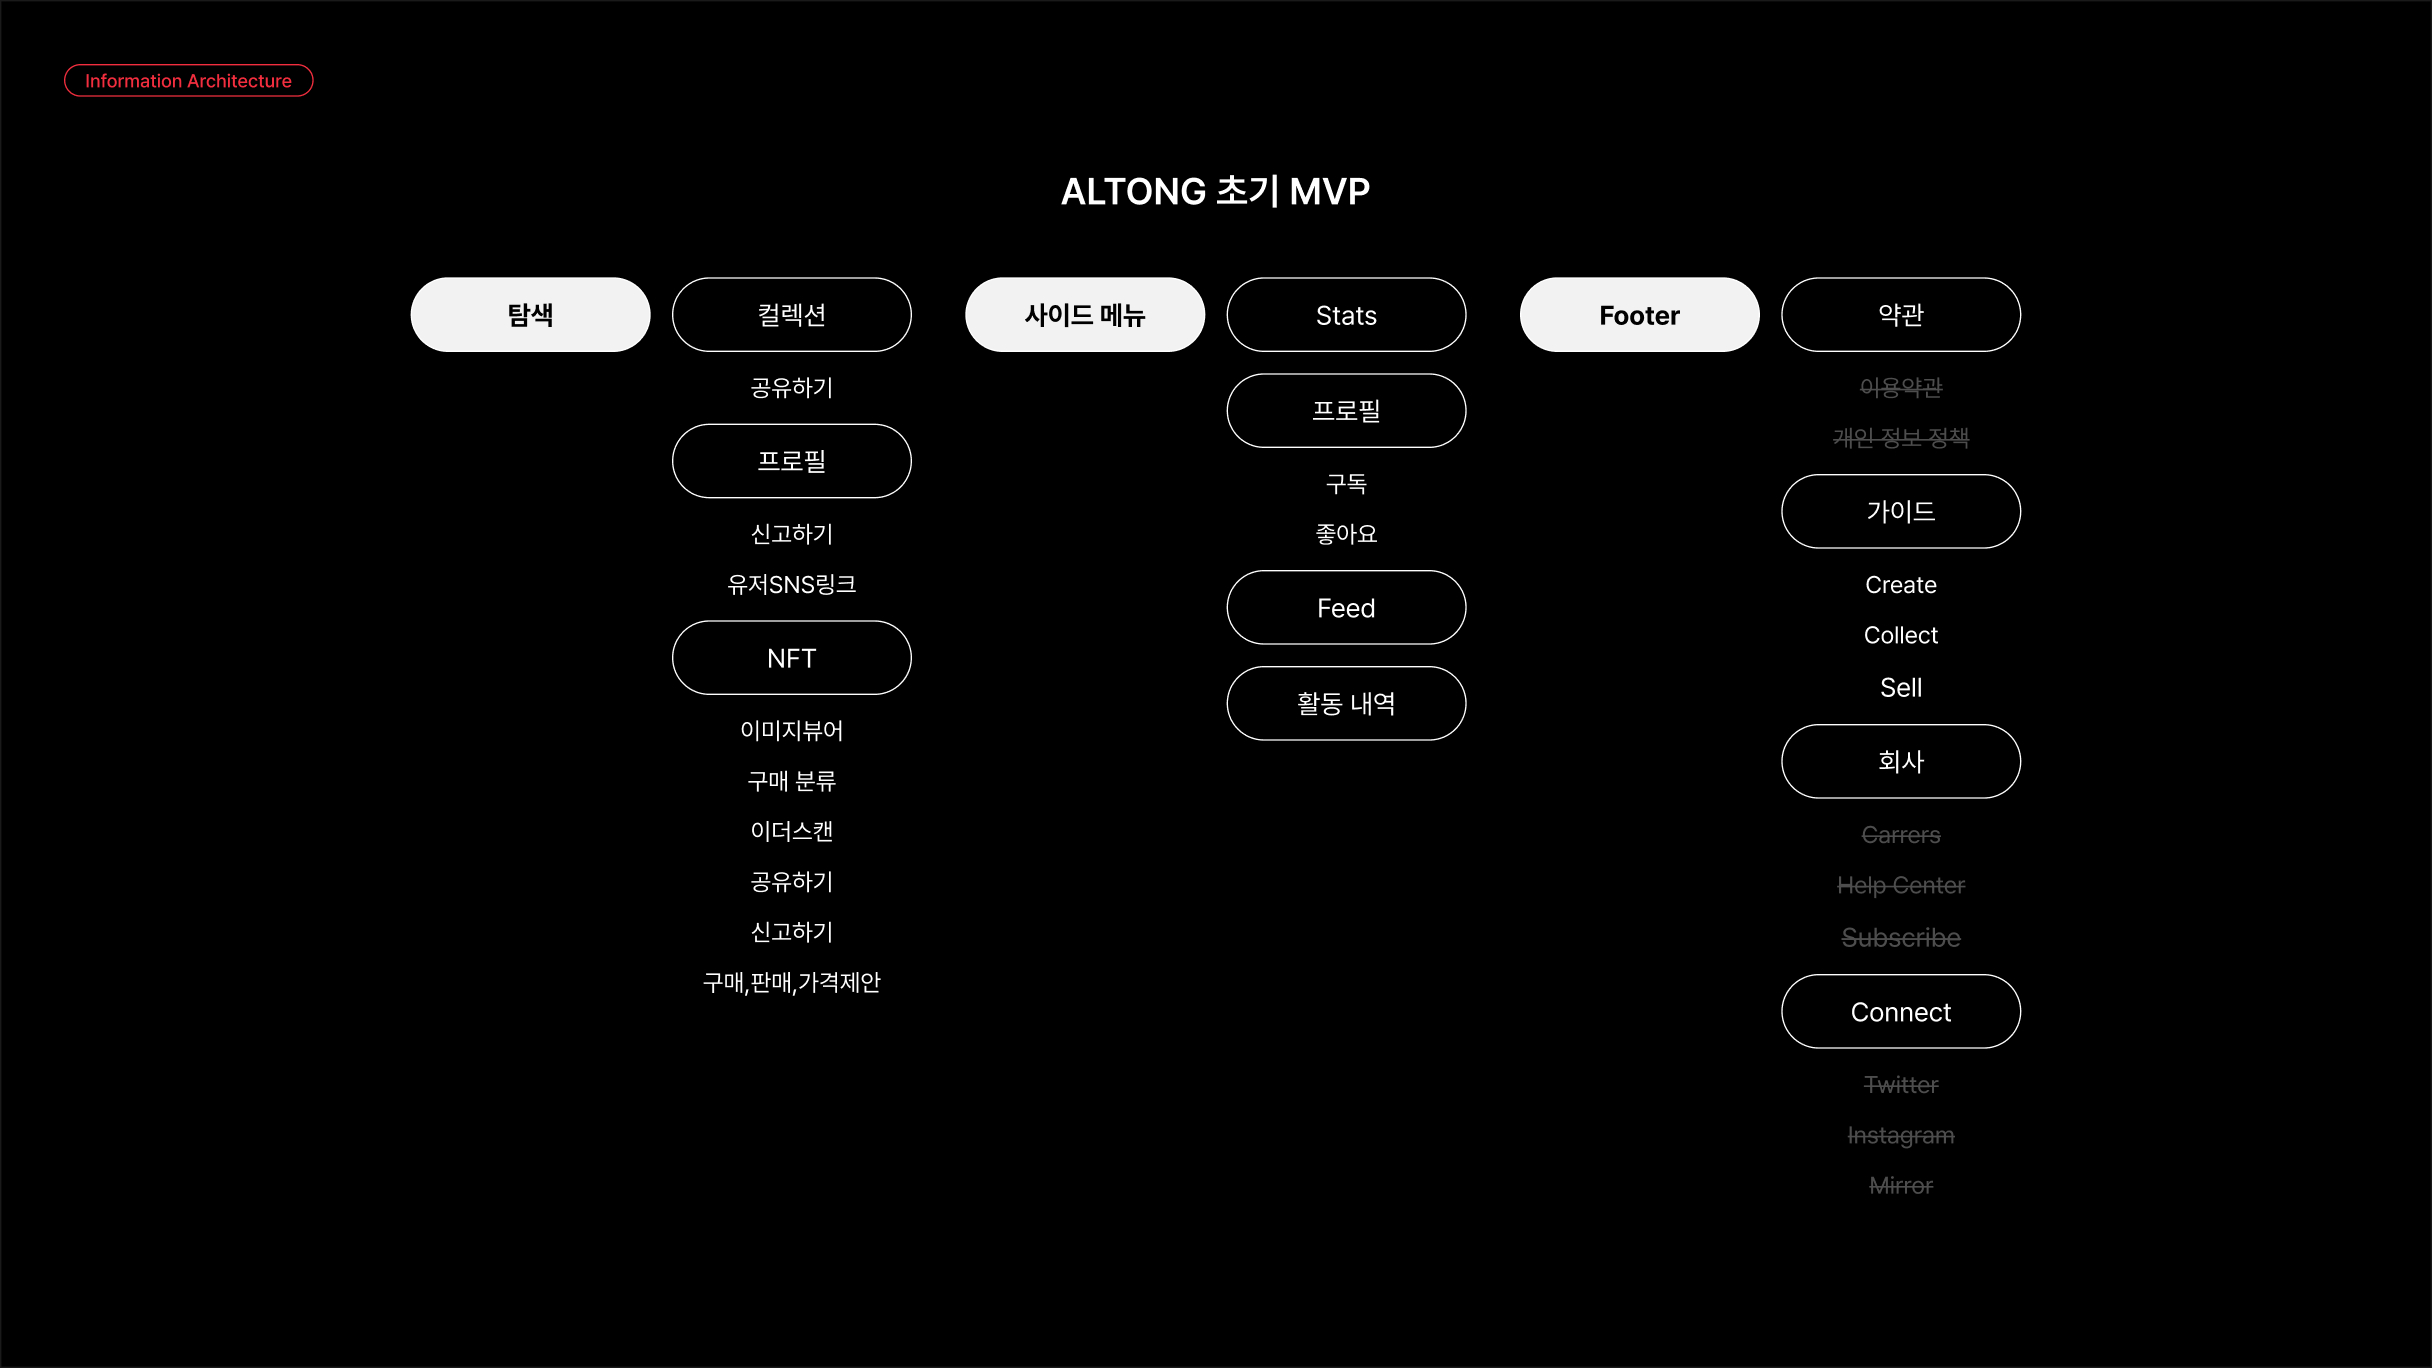 Information Architecture
ALTONG 초기 MVP
탐색
컬렉션
공유하기
프로필
신고하기
유저SNS링크
NFT
이미지뷰어
구매 분류
이더스캔
공유하기
신고하기
구매,판매,가격제안
사이드 메뉴
Stats
프로필
구독
좋아요
Feed
활동 내역
Footer
약관
이용약관
개인 정보 정책
가이드
Create
Collect
Sell
회사
Carrers
Help Center
Subscribe
Connect
Twitter
Instagram
Mirror